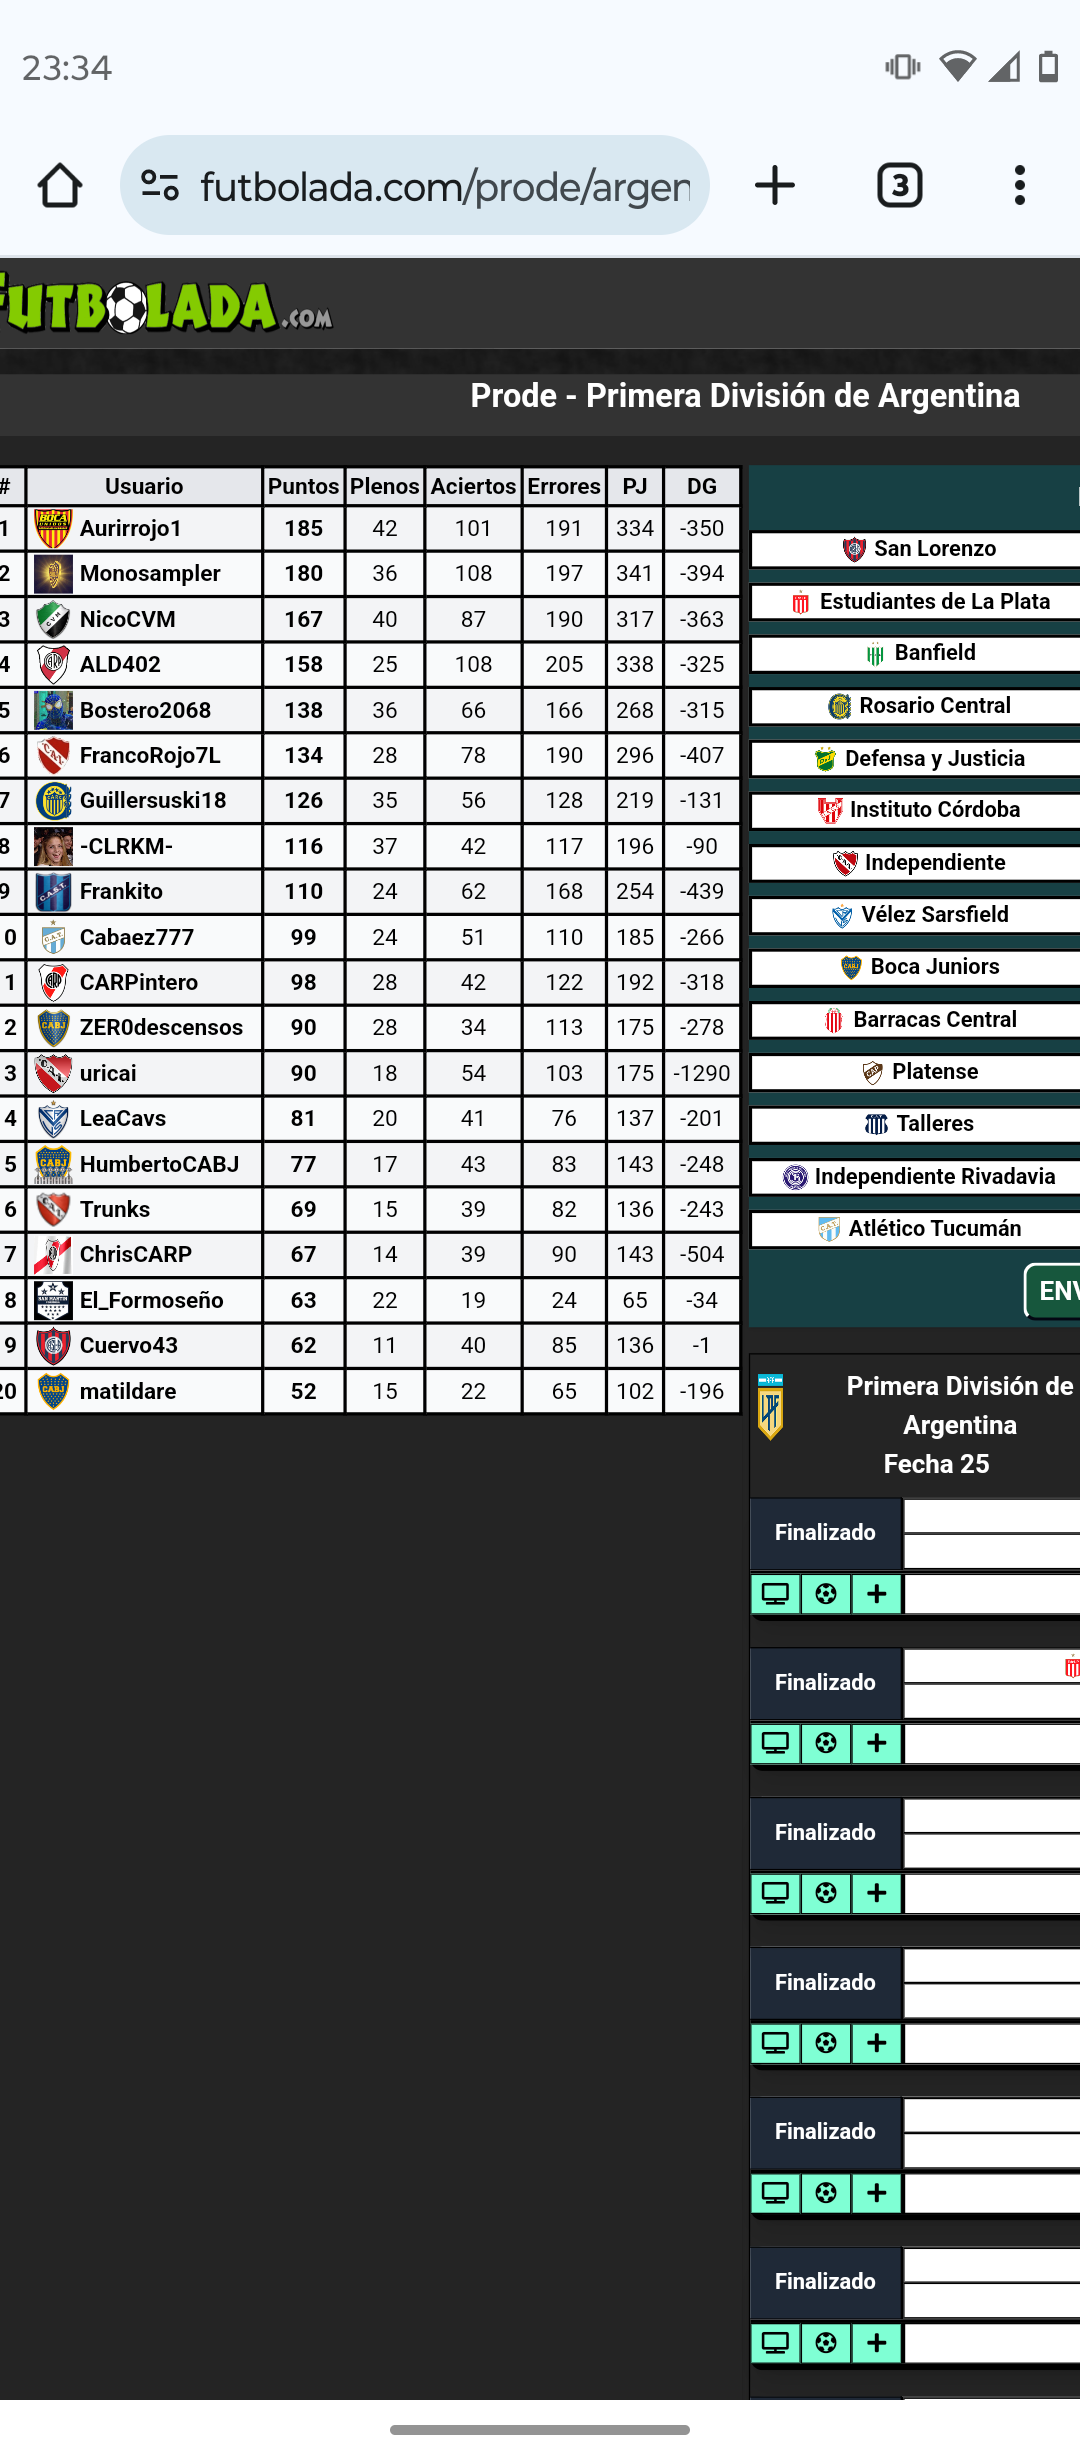 23:34
futbolada.com/prode/argen
3
FUTBOLADA.COM
Prode - Primera División de Argentina
# Usuario Puntos Plenos Aciertos Errores PJ DG
1 Aurirrojo1 185 42 101 191 334 -350
2 Monosampler 180 36 108 197 341 -394
3 NicoCVM 167 40 87 190 317 -363
4 ALD402 158 25 108 205 338 -325
5 Bostero2068 138 36 66 166 268 -315
6 FrancoRojo7L 134 28 78 190 296 -407
7 Guillersuski18 126 35 56 128 219 -131
8 -CLRKM- 116 37 42 117 196 -90
9 Frankito 110 24 62 168 254 -439
0 Cabaez777 99 24 51 110 185 -266
1 CARPintero 98 28 42 122 192 -318
2 ZER0descensos 90 28 34 113 175 -278
3 uricai 90 18 54 103 175 -1290
4 LeaCavs 81 20 41 76 137 -201
5 HumbertoCABJ 77 17 43 83 143 -248
6 Trunks 69 15 39 82 136 -243
7 ChrisCARP 67 14 39 90 143 -504
8 El_Formoseño 63 22 19 24 65 -34
9 Cuervo43 62 11 40 85 136 -1
20 matildare 52 15 22 65 102 -196
San Lorenzo
Estudiantes de La Plata
Banfield
Rosario Central
Defensa y Justicia
Instituto Córdoba
Independiente
Vélez Sarsfield
Boca Juniors
Barracas Central
Platense
Talleres
Independiente Rivadavia
Atlético Tucumán
ENV
Primera División de
Argentina
Fecha 25
Finalizado
Finalizado
Finalizado
Finalizado
Finalizado
Finalizado